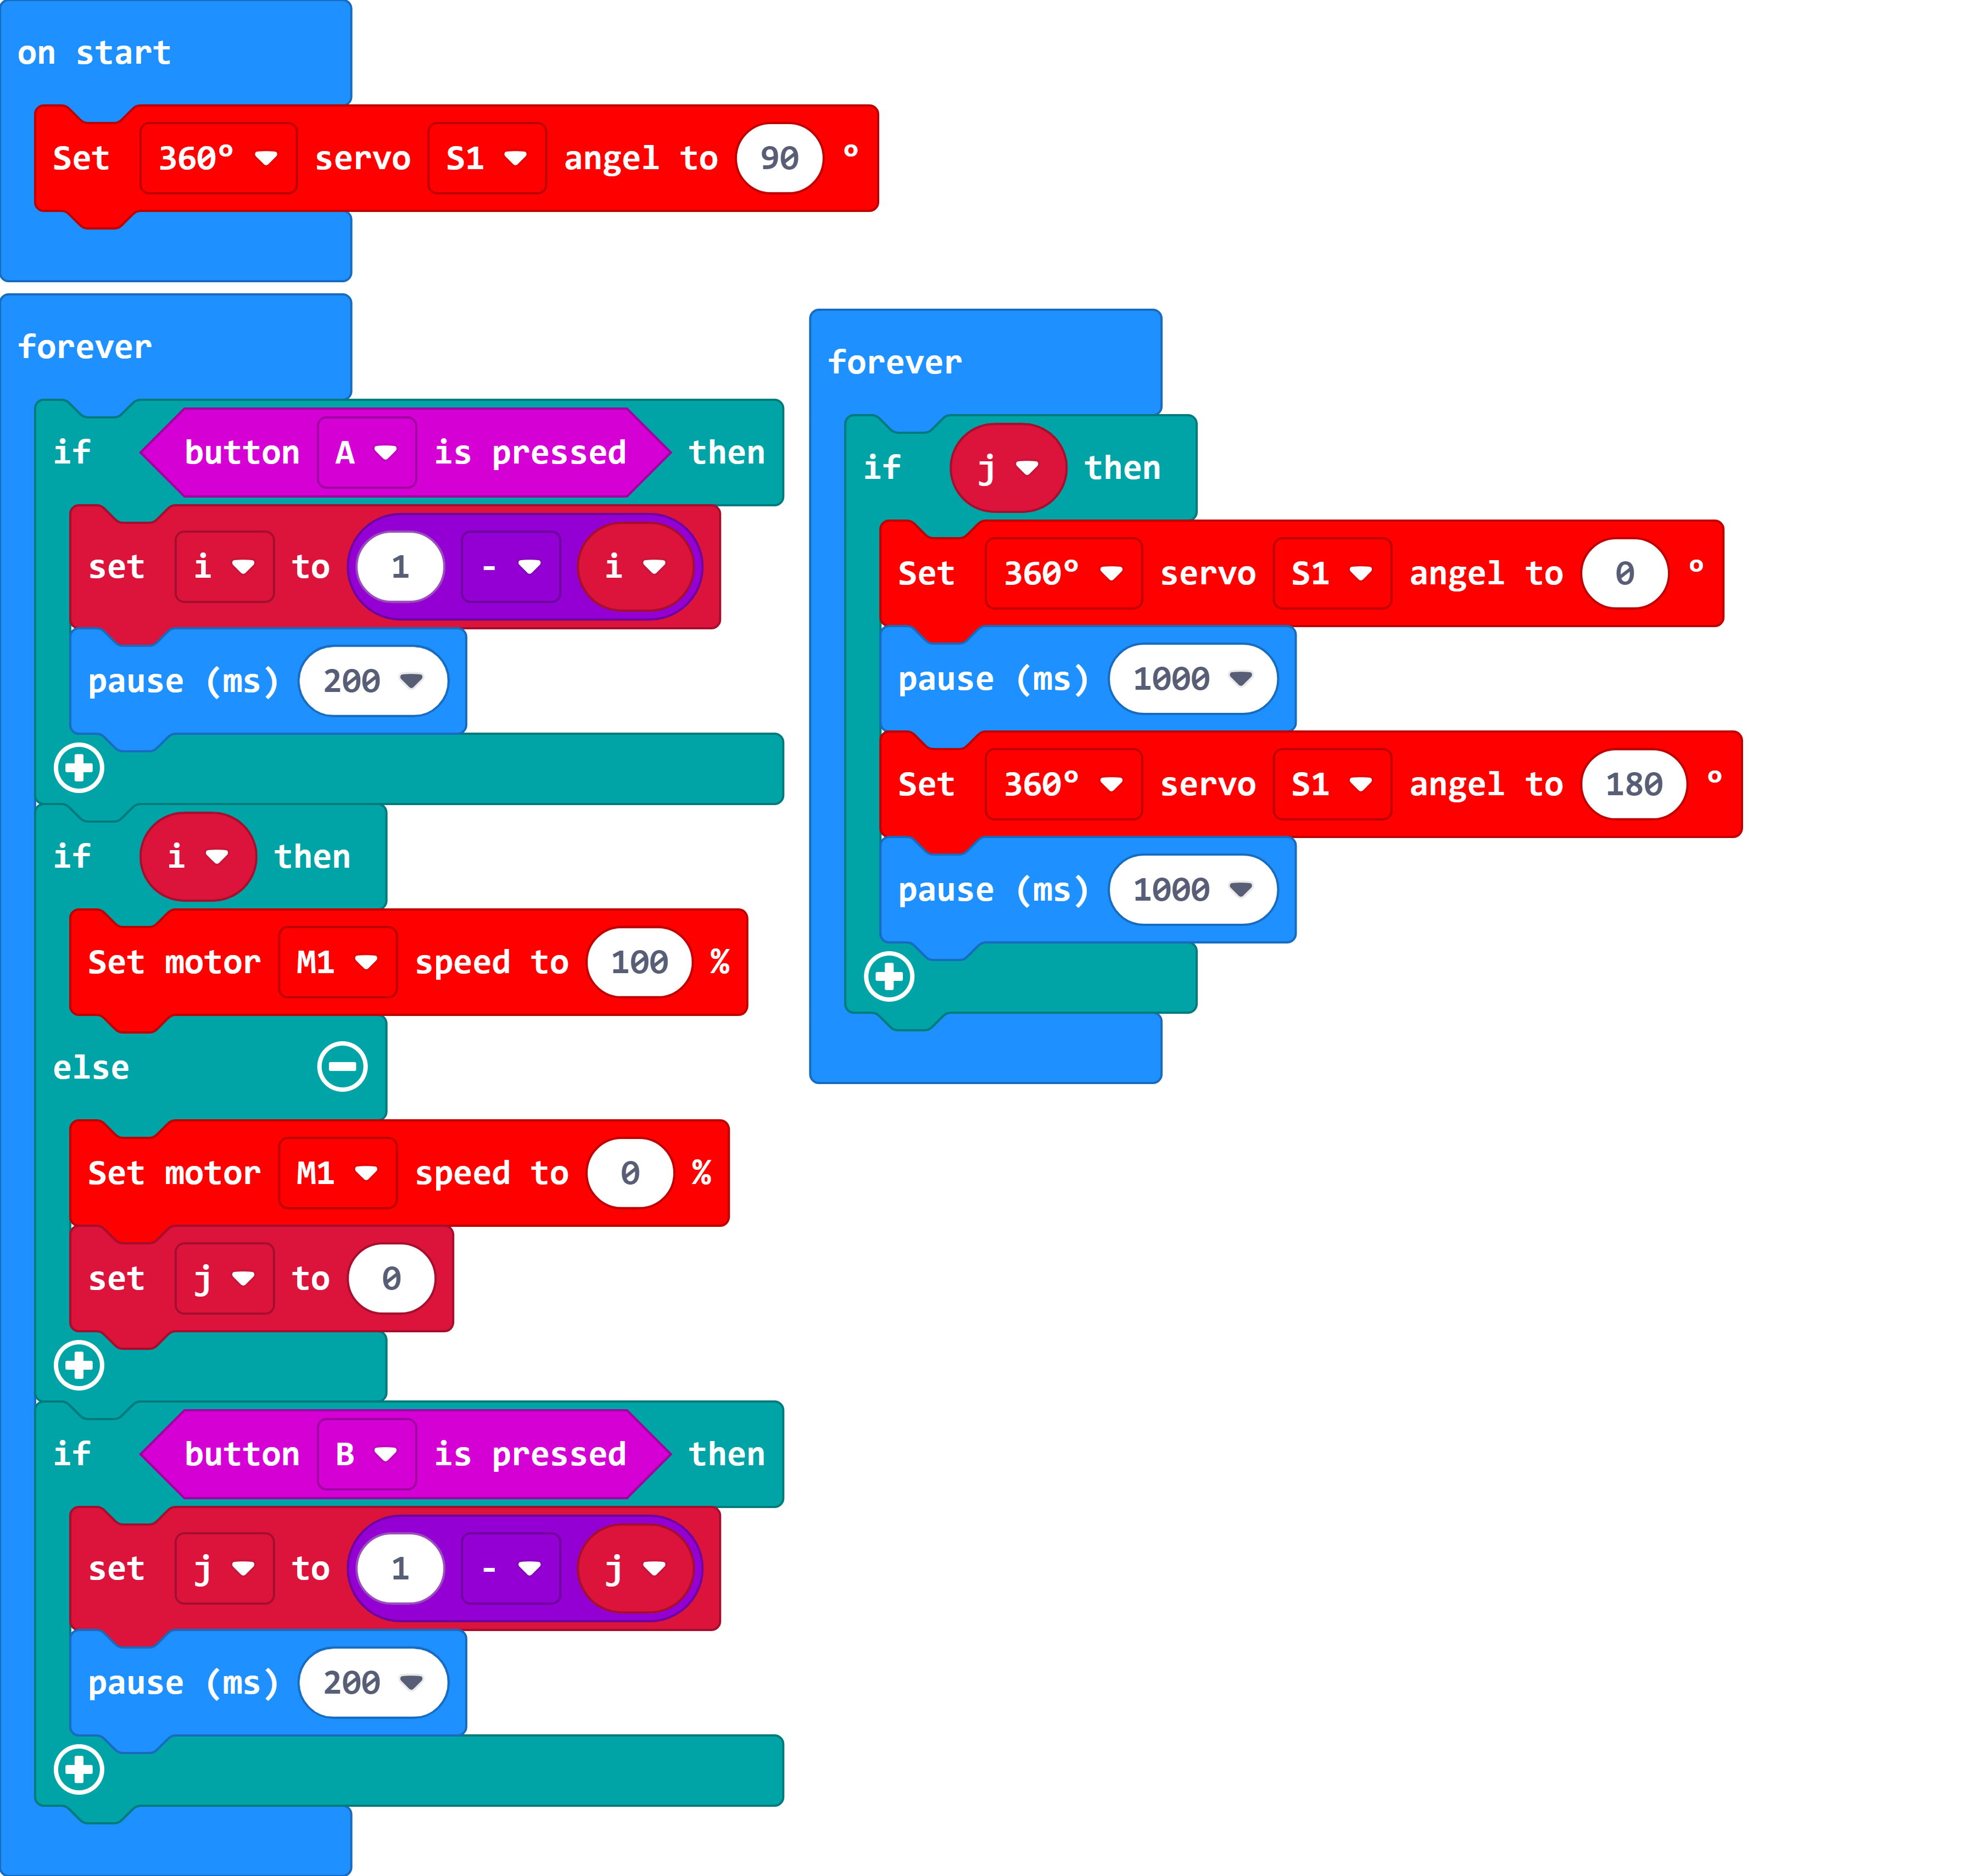 on start
Set 360° servo S1 angel to 90 °
forever
if button A is pressed then
set i to 1 - i
pause (ms) 200
if i then
Set motor M1 speed to 100 %
else
Set motor M1 speed to 0 %
set j to 0
if button B is pressed then
set j to 1 - j
pause (ms) 200
forever
if j then
Set 360° servo S1 angel to 0 °
pause (ms) 1000
Set 360° servo S1 angel to 180 °
pause (ms) 1000